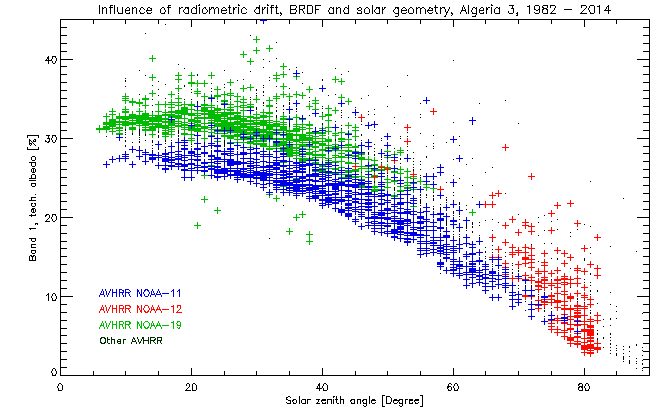 Influence of radiometric drift, BRDF and solar geometry, Algeria 3, 1982 - 2014
Band 1, tech. albedo [%]
40
30
20
10
0
AVHRR NOAA-11
AVHRR NOAA-12
AVHRR NOAA-19
Other AVHRR
0 20 40 60 80
Solar zenith angle [Degree]